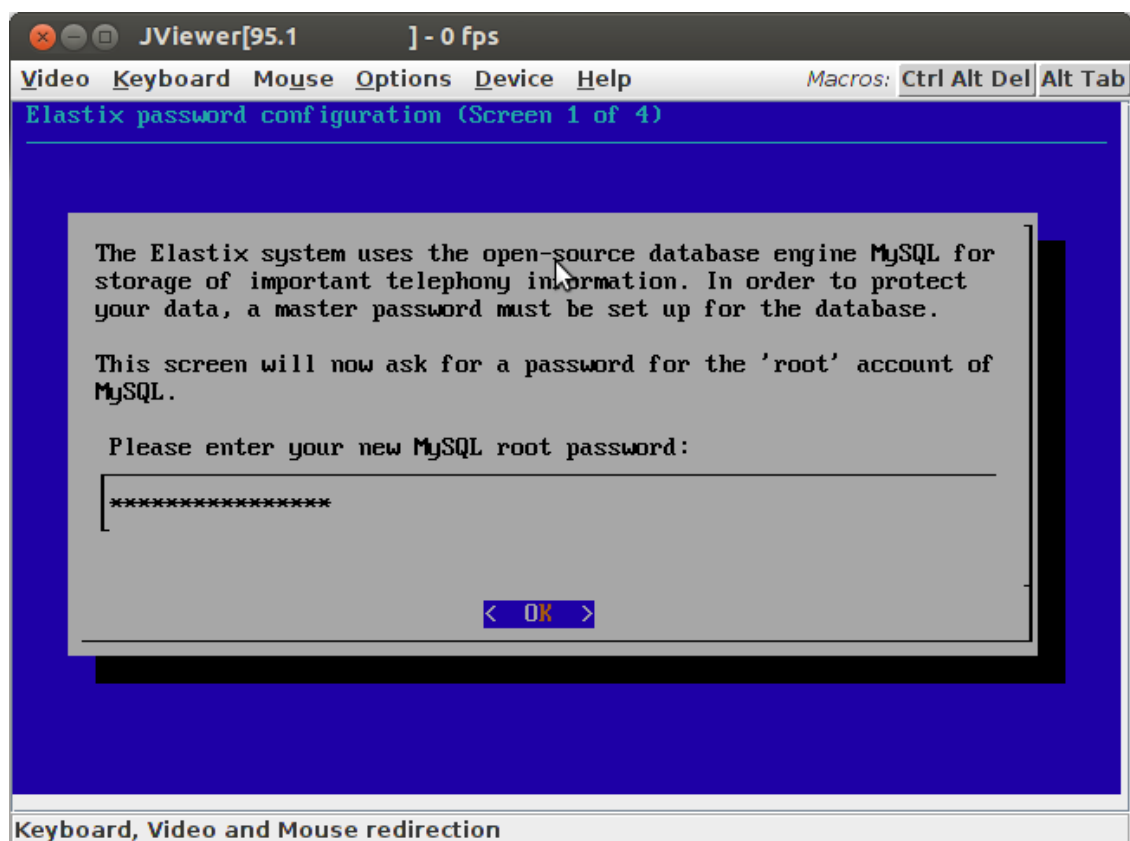 JViewer[95.1 ] - 0 fps
Video Keyboard Mouse Options Device Help Macros: Ctrl Alt Del Alt Tab
Elastix password configuration (Screen 1 of 4)
The Elastix system uses the open-source database engine MySQL for
storage of important telephony information. In order to protect
your data, a master password must be set up for the database.
This screen will now ask for a password for the 'root' account of
MySQL.
Please enter your new MySQL root password:
****************
< OK >
Keyboard, Video and Mouse redirection